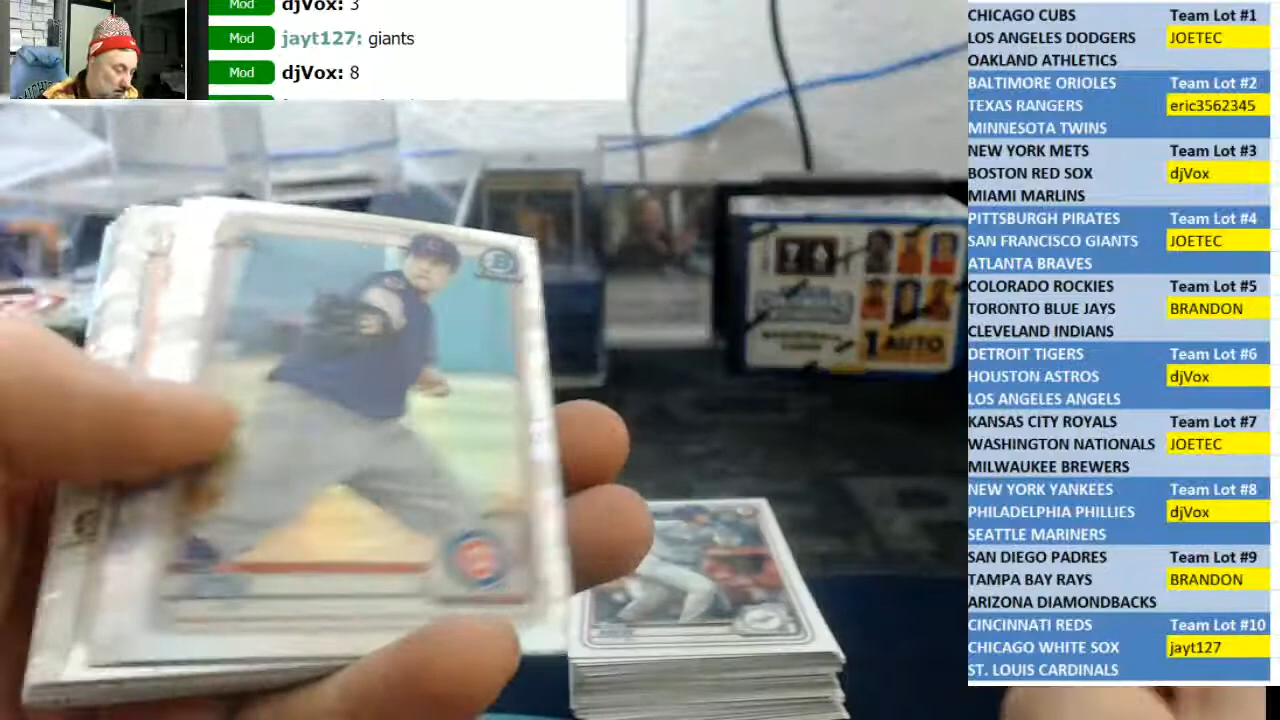 Mod djVox: 3
Mod jayt127: giants
Mod djVox: 8
1 AUTO
CHICAGO CUBS Team Lot #1
LOS ANGELES DODGERS JOETEC
OAKLAND ATHLETICS
BALTIMORE ORIOLES Team Lot #2
TEXAS RANGERS eric3562345
MINNESOTA TWINS
NEW YORK METS Team Lot #3
BOSTON RED SOX djVox
MIAMI MARLINS
PITTSBURGH PIRATES Team Lot #4
SAN FRANCISCO GIANTS JOETEC
ATLANTA BRAVES
COLORADO ROCKIES Team Lot #5
TORONTO BLUE JAYS BRANDON
CLEVELAND INDIANS
DETROIT TIGERS Team Lot #6
HOUSTON ASTROS djVox
LOS ANGELES ANGELS
KANSAS CITY ROYALS Team Lot #7
WASHINGTON NATIONALS JOETEC
MILWAUKEE BREWERS
NEW YORK YANKEES Team Lot #8
PHILADELPHIA PHILLIES djVox
SEATTLE MARINERS
SAN DIEGO PADRES Team Lot #9
TAMPA BAY RAYS BRANDON
ARIZONA DIAMONDBACKS
CINCINNATI REDS Team Lot #10
CHICAGO WHITE SOX jayt127
ST. LOUIS CARDINALS